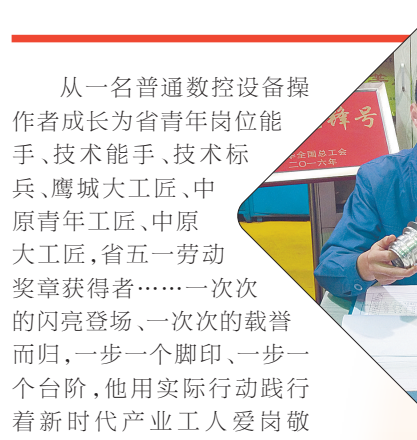 从一名普通数控设备操
作者成长为省青年岗位能
手、技术能手、技术标
兵、鹰城大工匠、中
原青年工匠、中原
大工匠,省五一劳动
奖章获得者……一次次
的闪亮登场、一次次的载誉
而归,一步一个脚印、一步一
个台阶,他用实际行动践行
着新时代产业工人爱岗敬
锋号
全国总工会
二〇一六年